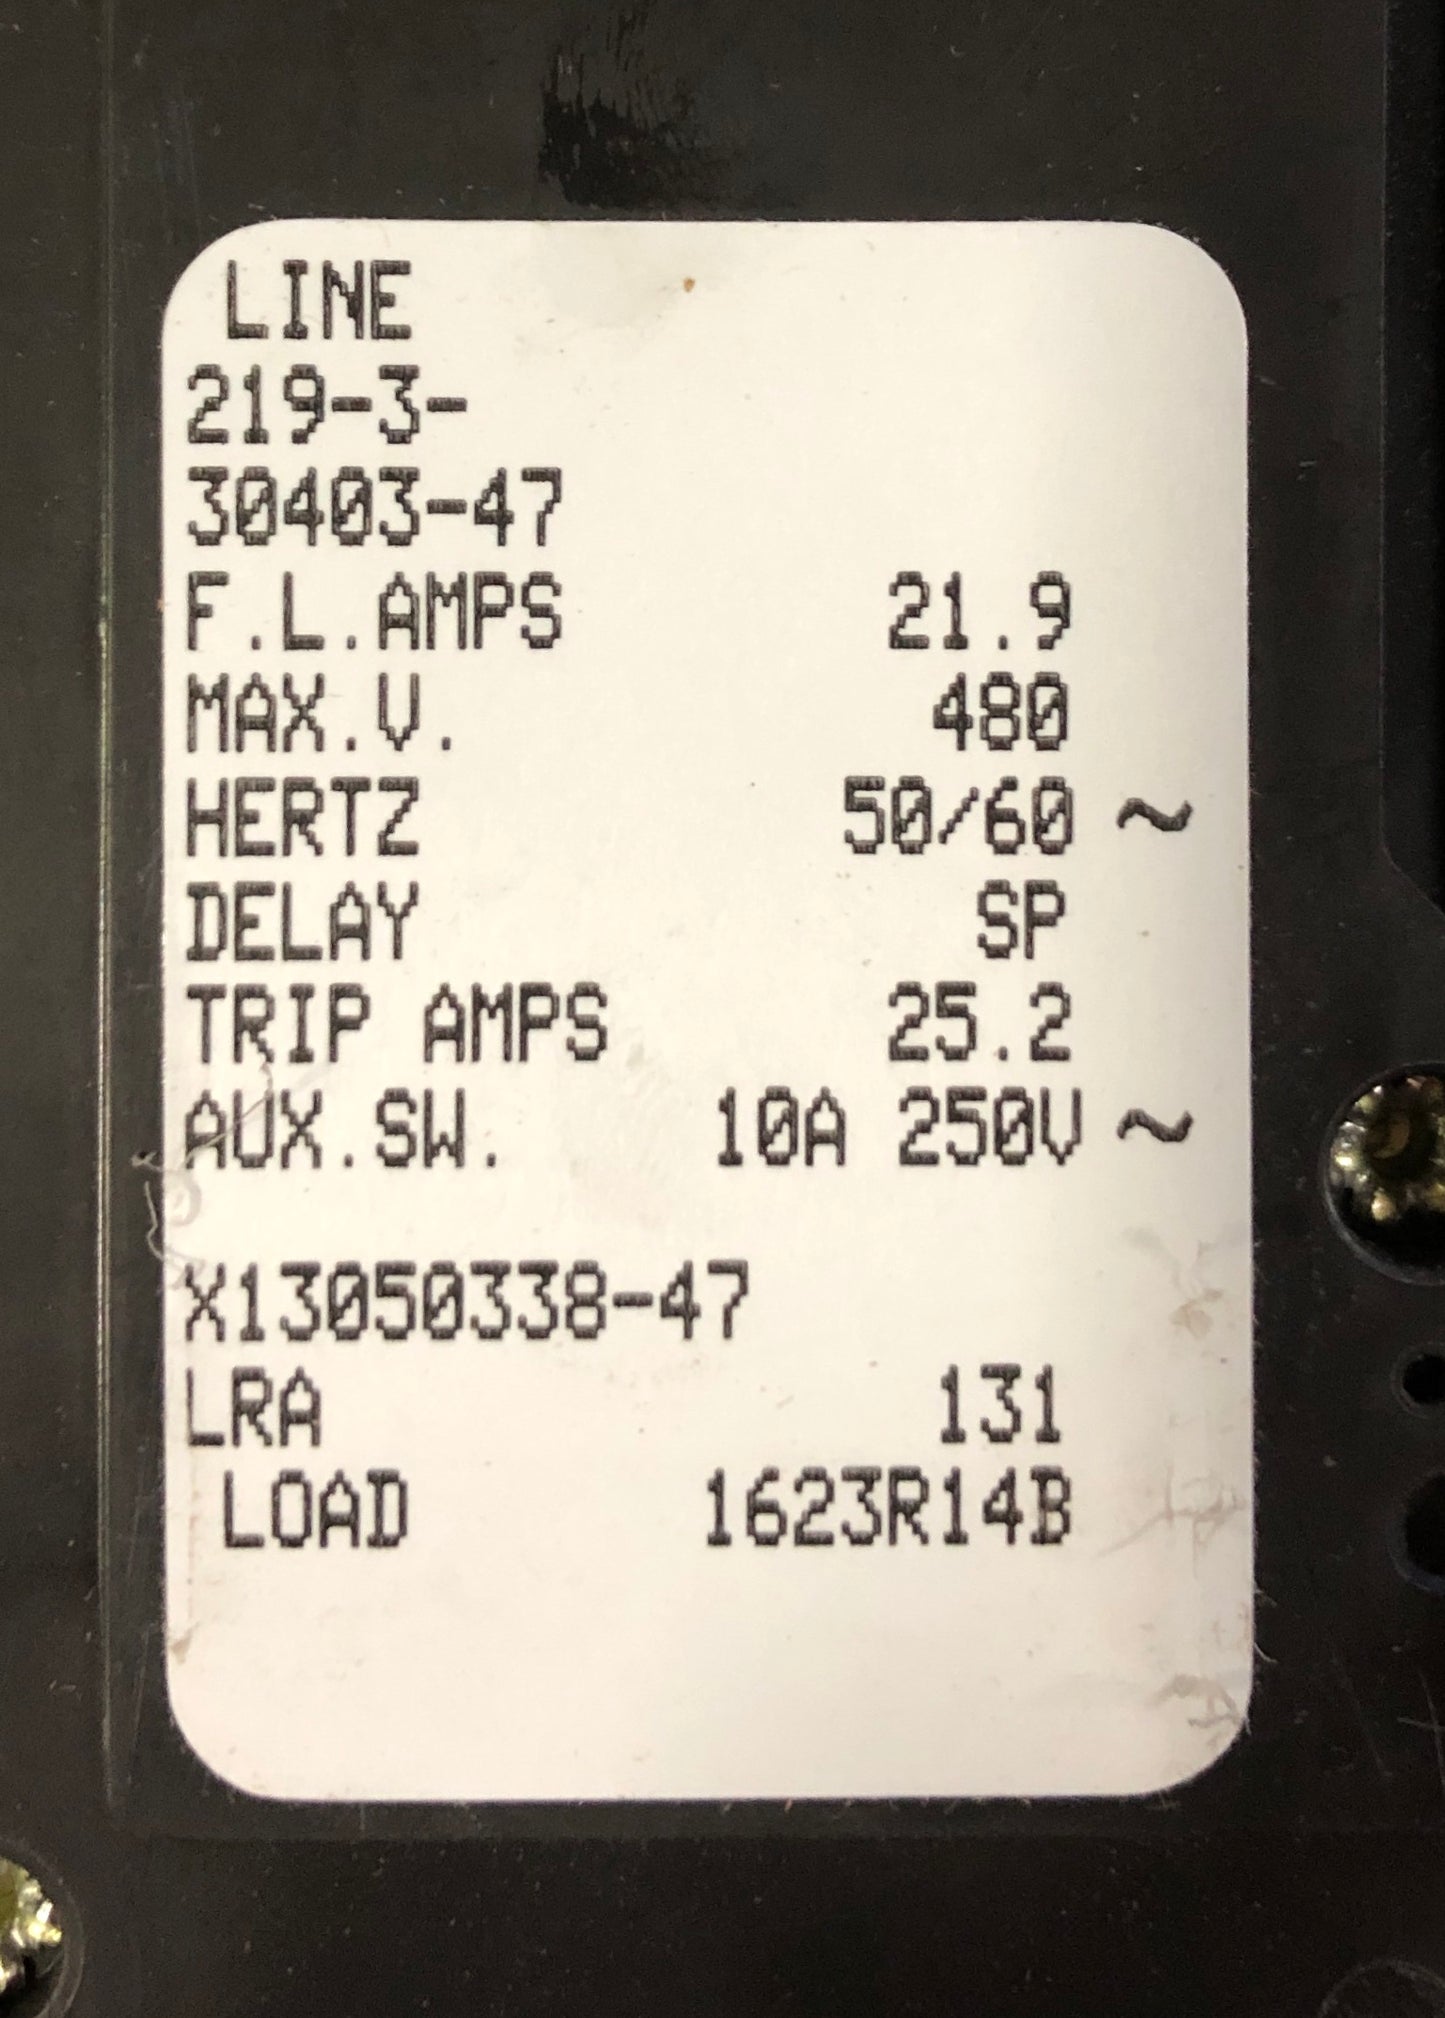 LINE
219-3-
30403-47
F.L.AMPS 21.9
MAX.V. 480
HERTZ 50/60 ~
DELAY SP
TRIP AMPS 25.2
AUX.SW. 10A 250V ~
X13050338-47
LRA 131
LOAD 1623R14B